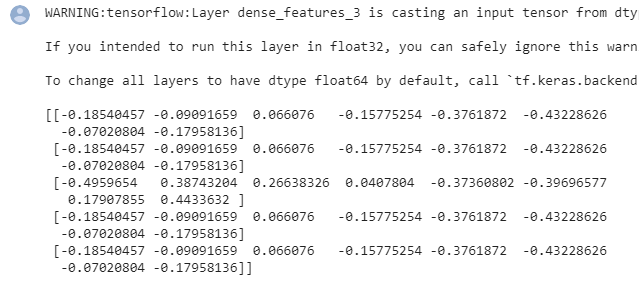 WARNING:tensorflow:Layer dense_features_3 is casting an input tensor from dty
If you intended to run this layer in float32, you can safely ignore this warn
To change all layers to have dtype float64 by default, call `tf.keras.backend
[[-0.18540457 -0.09091659  0.066076   -0.15775254 -0.3761872  -0.43228626
  -0.07020804 -0.17958136]
 [-0.18540457 -0.09091659  0.066076   -0.15775254 -0.3761872  -0.43228626
  -0.07020804 -0.17958136]
 [-0.4959654   0.38743204  0.26638326  0.0407804  -0.37360802 -0.39696577
   0.17907855  0.4433632 ]
 [-0.18540457 -0.09091659  0.066076   -0.15775254 -0.3761872  -0.43228626
  -0.07020804 -0.17958136]
 [-0.18540457 -0.09091659  0.066076   -0.15775254 -0.3761872  -0.43228626
  -0.07020804 -0.17958136]]